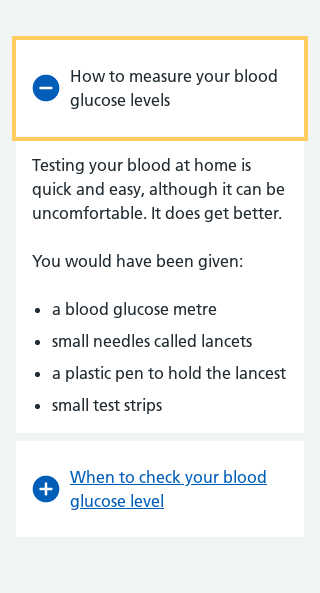 How to measure your blood
glucose levels
Testing your blood at home is
quick and easy, although it can be
uncomfortable. It does get better.
You would have been given:
• a blood glucose metre
• small needles called lancets
• a plastic pen to hold the lancest
• small test strips
When to check your blood
glucose level